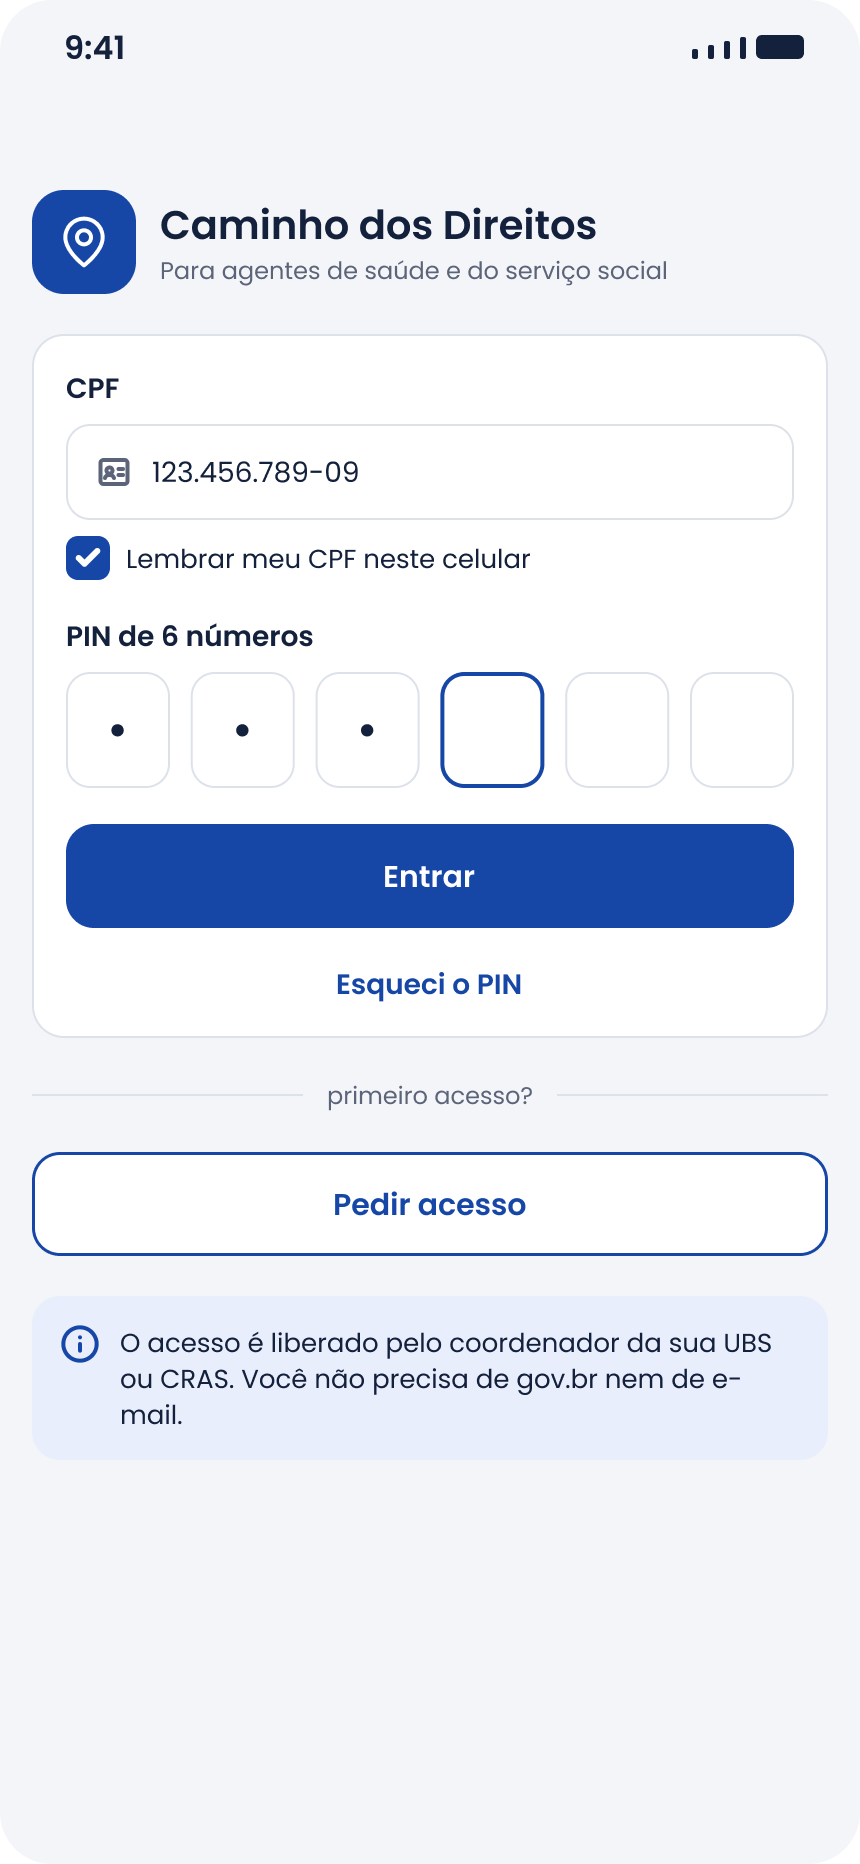 9:41
Caminho dos Direitos
Para agentes de saúde e do serviço social
CPF
123.456.789-09
Lembrar meu CPF neste celular
PIN de 6 números
Entrar
Esqueci o PIN
primeiro acesso?
Pedir acesso
O acesso é liberado pelo coordenador da sua UBS
ou CRAS. Você não precisa de gov.br nem de e-
mail.